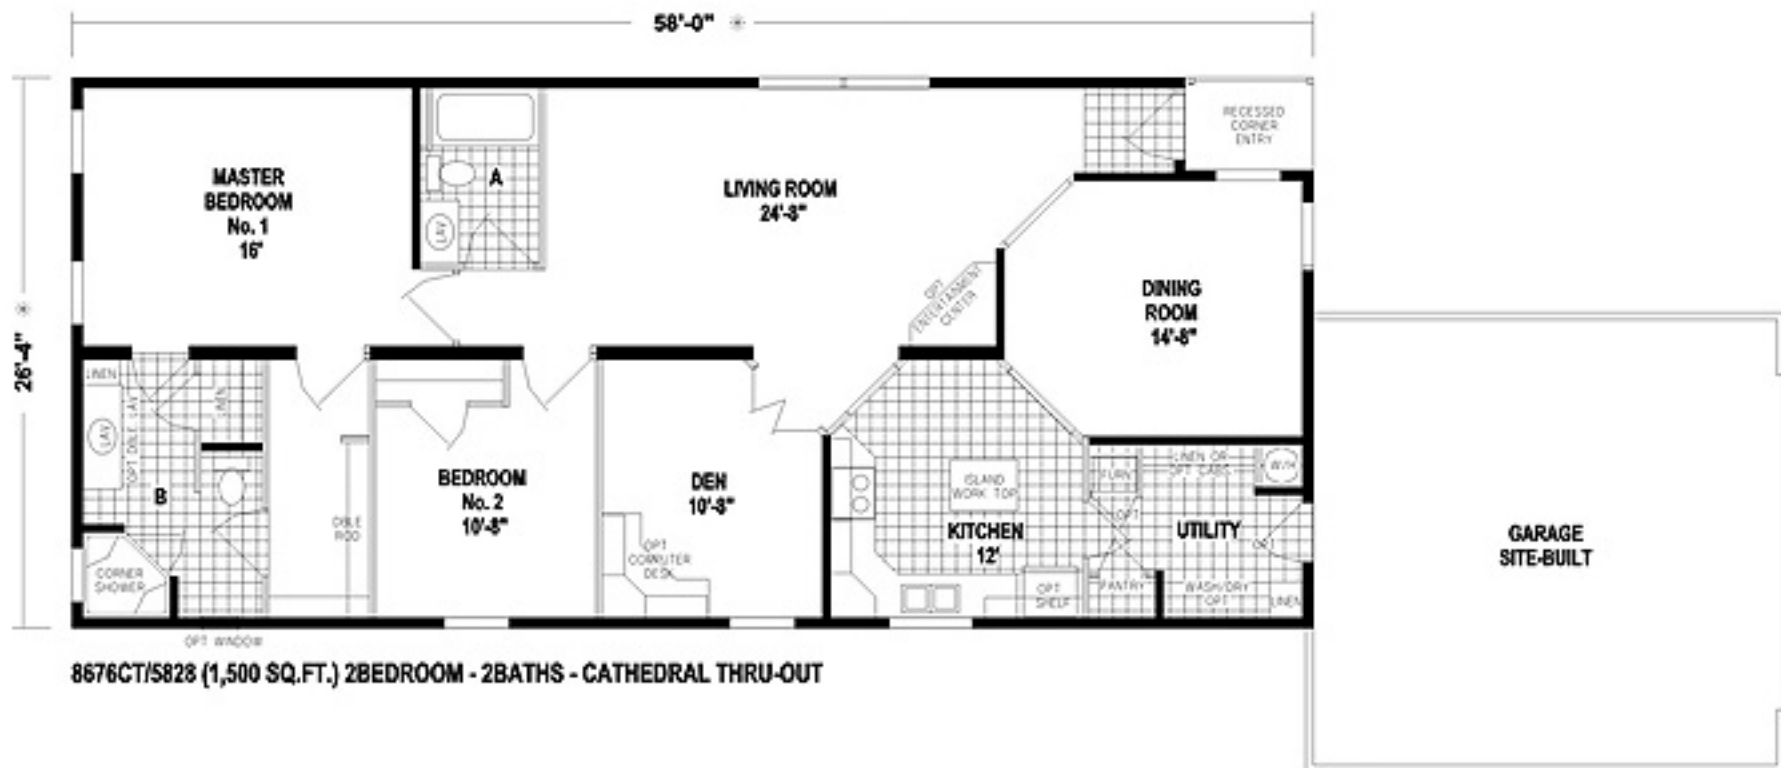 58'-0" *
26'-4" *
MASTER
BEDROOM
No. 1
16'
A
LAV
LIVING ROOM
24'-8"
RECESSED
CORNER
ENTRY
OPT
ENTERTAINMENT
CENTER
DINING
ROOM
14'-8"
LINEN
LAV
OPT DBLE LAV
LINEN
B
CORNER
SHOWER
OPT WINDOW
DBLE
ROD
BEDROOM
No. 2
10'-8"
DEN
10'-8"
OPT
COMPUTER
DESK
ISLAND
WORK TOP
KITCHEN
12'
OPT
SHELF
PANTRY
FURN
OPT
LINEN OR
OPT CABS
W/H
UTILITY
OPT
WASH/DRY
OPT
LINEN
GARAGE
SITE-BUILT
8676CT/5828 (1,500 SQ.FT.) 2BEDROOM - 2BATHS - CATHEDRAL THRU-OUT